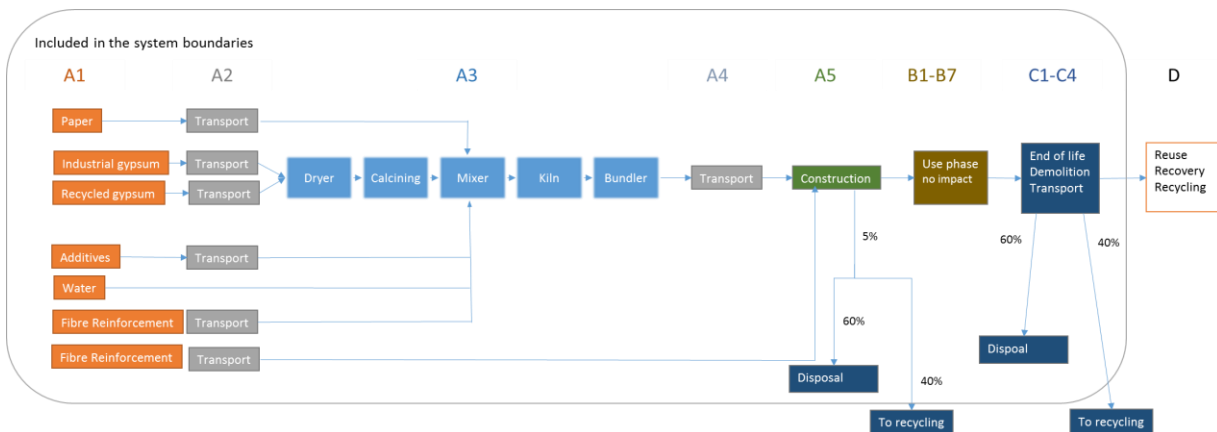 Included in the system boundaries
A1
A2
A3
A4
A5
B1-B7
C1-C4
D
Paper
Transport
Industrial gypsum
Transport
Recycled gypsum
Transport
Dryer
Calcining
Mixer
Kiln
Bundler
Transport
Construction
Use phase
no impact
End of life
Demolition
Transport
Reuse
Recovery
Recycling
5%
60%
40%
Additives
Transport
Water
Fibre Reinforcement
Transport
60%
Dispoal
Fibre Reinforcement
Transport
Disposal
40%
To recycling
To recycling